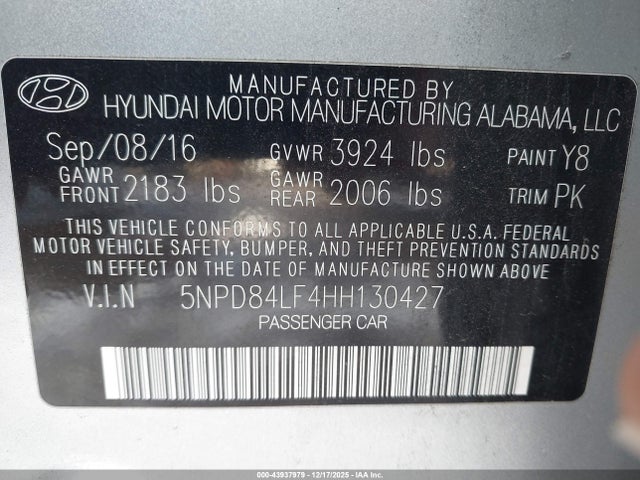 MANUFACTURED BY
HYUNDAI MOTOR MANUFACTURING ALABAMA, LLC
Sep/08/16 GVWR 3924 lbs PAINT Y8
GAWR FRONT 2183 lbs GAWR REAR 2006 lbs TRIM PK
THIS VEHICLE CONFORMS TO ALL APPLICABLE U.S.A. FEDERAL
MOTOR VEHICLE SAFETY, BUMPER, AND THEFT PREVENTION STANDARDS
IN EFFECT ON THE DATE OF MANUFACTURE SHOWN ABOVE.
V.I.N 5NPD84LF4HH130427
PASSENGER CAR
000-43937979 - 12/17/2025 - IAA Inc.